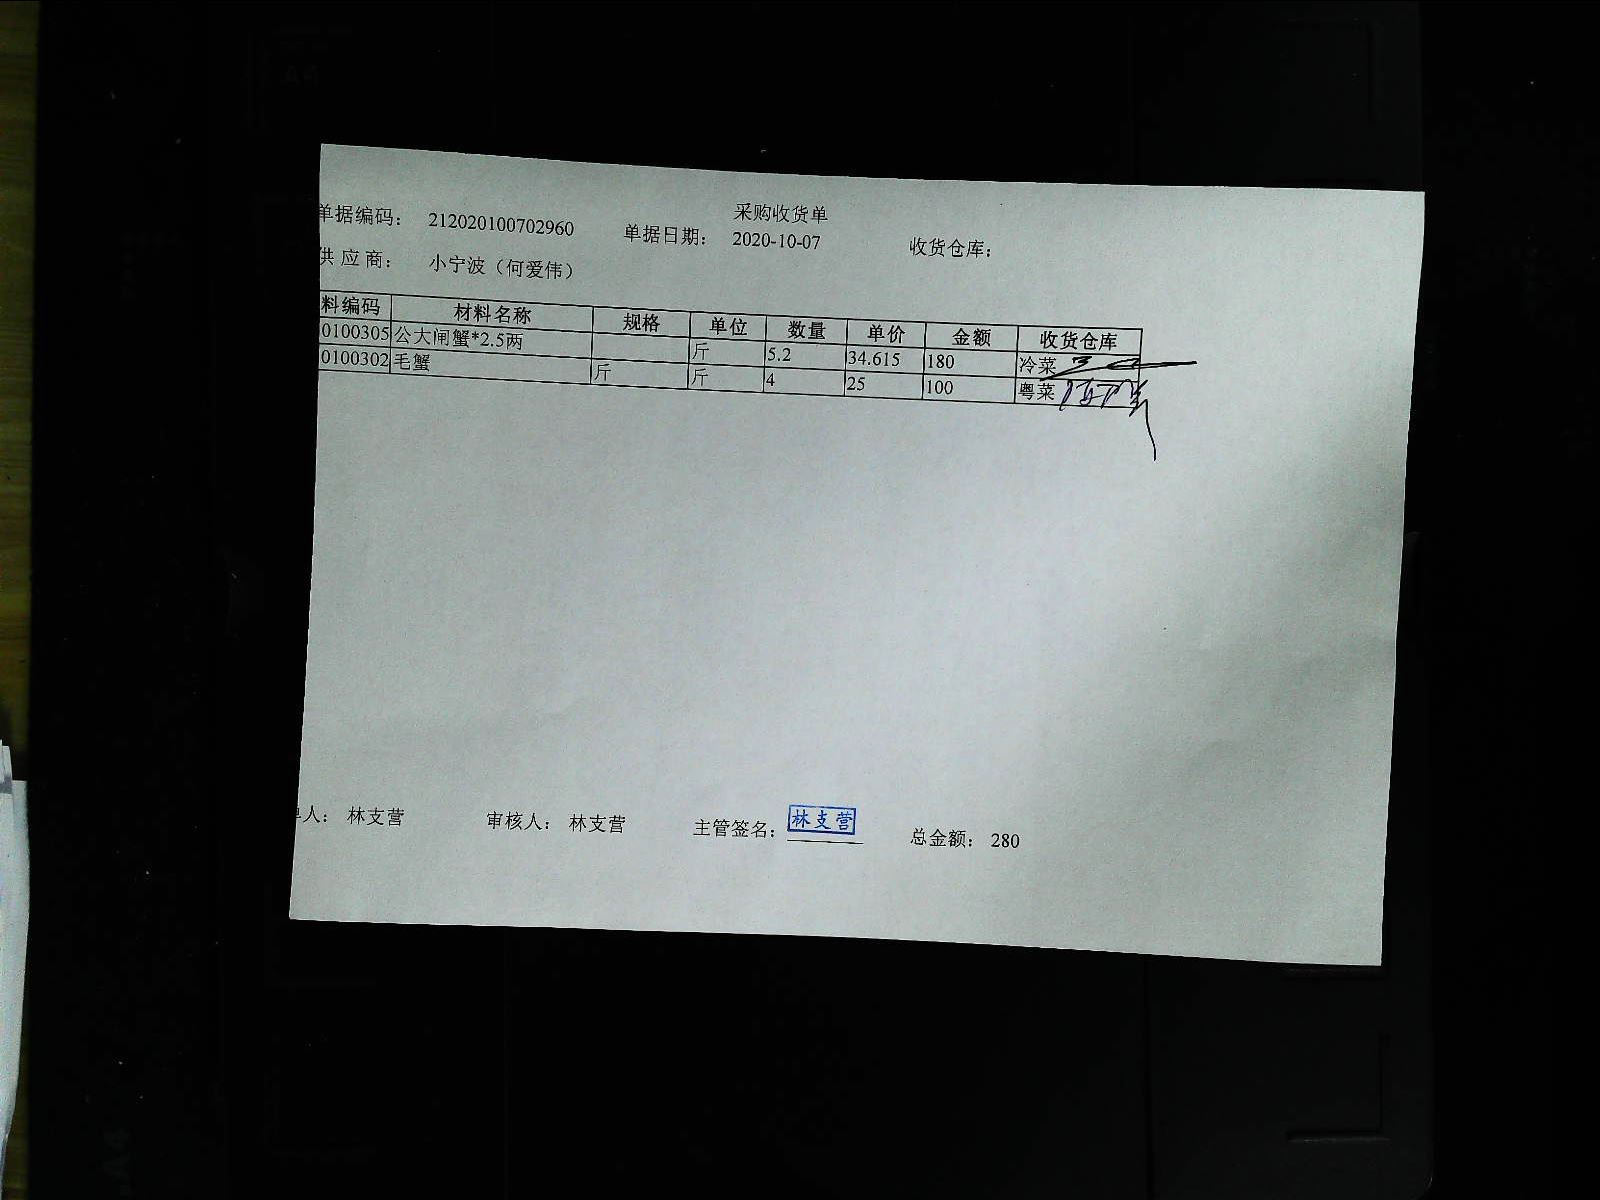 采购收货单
单据编码： 212020100702960 单据日期： 2020-10-07 收货仓库：
供 应 商： 小宁波（何爱伟）
料编码 材料名称 规格 单位 数量 单价 金额 收货仓库
0100305 公大闸蟹*2.5两 斤 5.2 34.615 180 冷菜
0100302 毛蟹 斤 斤 4 25 100 粤菜
单人： 林支营 审核人： 林支营 主管签名： 林支营 总金额： 280